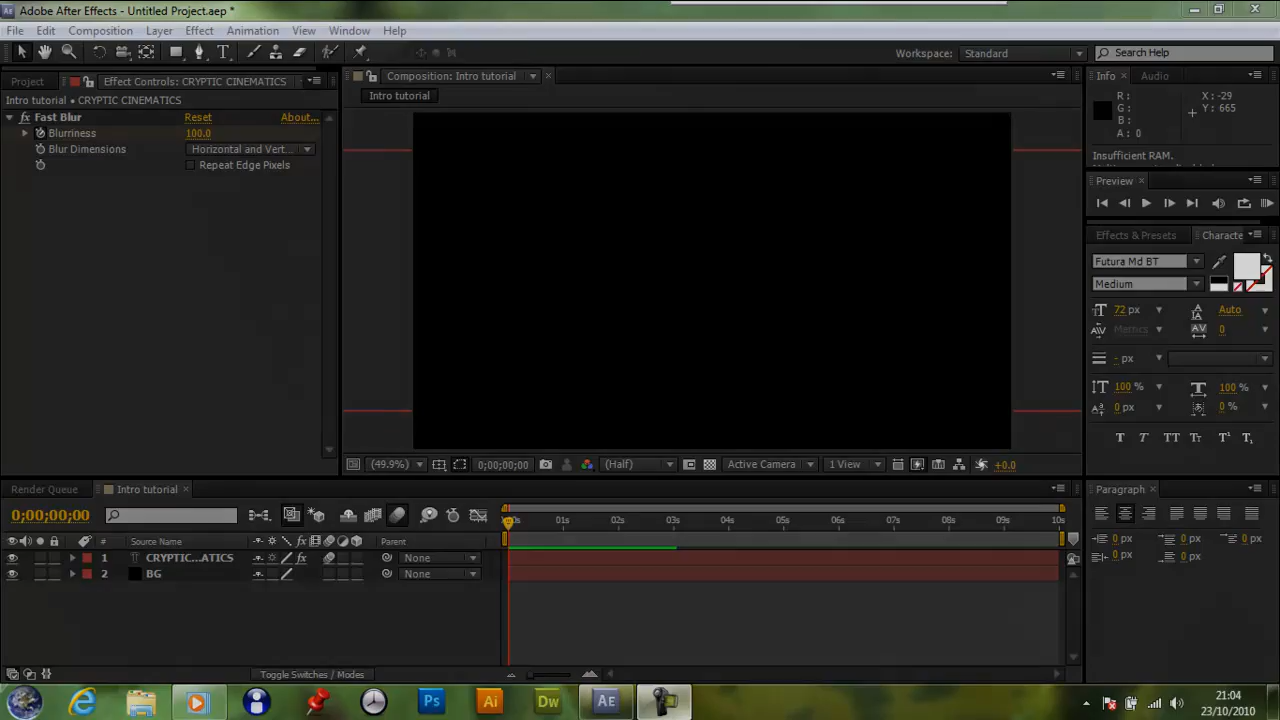 Adobe After Effects - Untitled Project.aep *
File Edit Composition Layer Effect Animation View Window Help
Workspace: Standard Search Help
Project Effect Controls: CRYPTIC CINEMATICS
Intro tutorial • CRYPTIC CINEMATICS
fx Fast Blur Reset About...
Blurriness 100.0
Blur Dimensions Horizontal and Vert...
Repeat Edge Pixels
Composition: Intro tutorial
Intro tutorial
(49.9%) 0;00;00;00 (Half) Active Camera 1 View +0.0
Info Audio
R : X : -29
G : Y : 665
B :
A : 0
Insufficient RAM.
Preview
Effects & Presets Characte
Futura Md BT
Medium
72 px Auto
Metrics 0
- px
100 % 100 %
0 px 0 %
T T TT Tt T¹ T₁
Render Queue Intro tutorial
0;00;00;00
# Source Name Parent
1 CRYPTIC...ATICS None
2 BG None
01s 02s 03s 04s 05s 06s 07s 08s 09s 10s
Toggle Switches / Modes
Paragraph
0 px 0 px 0 px
0 px 0 px
Ps Ai Dw AE
21:04
23/10/2010